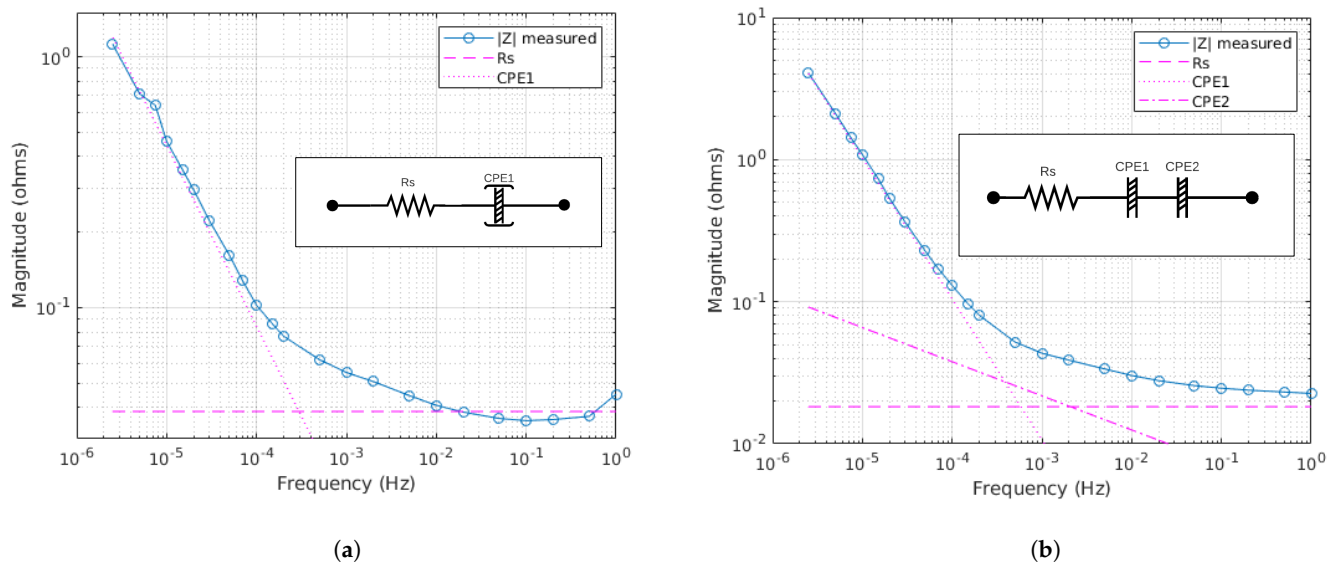 |Z| measured
Rs
CPE1
10^0
10^-1
Rs
CPE1
Magnitude (ohms)
10^-6 10^-5 10^-4 10^-3 10^-2 10^-1 10^0
Frequency (Hz)
(a)
|Z| measured
Rs
CPE1
CPE2
10^1
10^0
10^-1
10^-2
Rs
CPE1 CPE2
Magnitude (ohms)
10^-6 10^-5 10^-4 10^-3 10^-2 10^-1 10^0
Frequency (Hz)
(b)